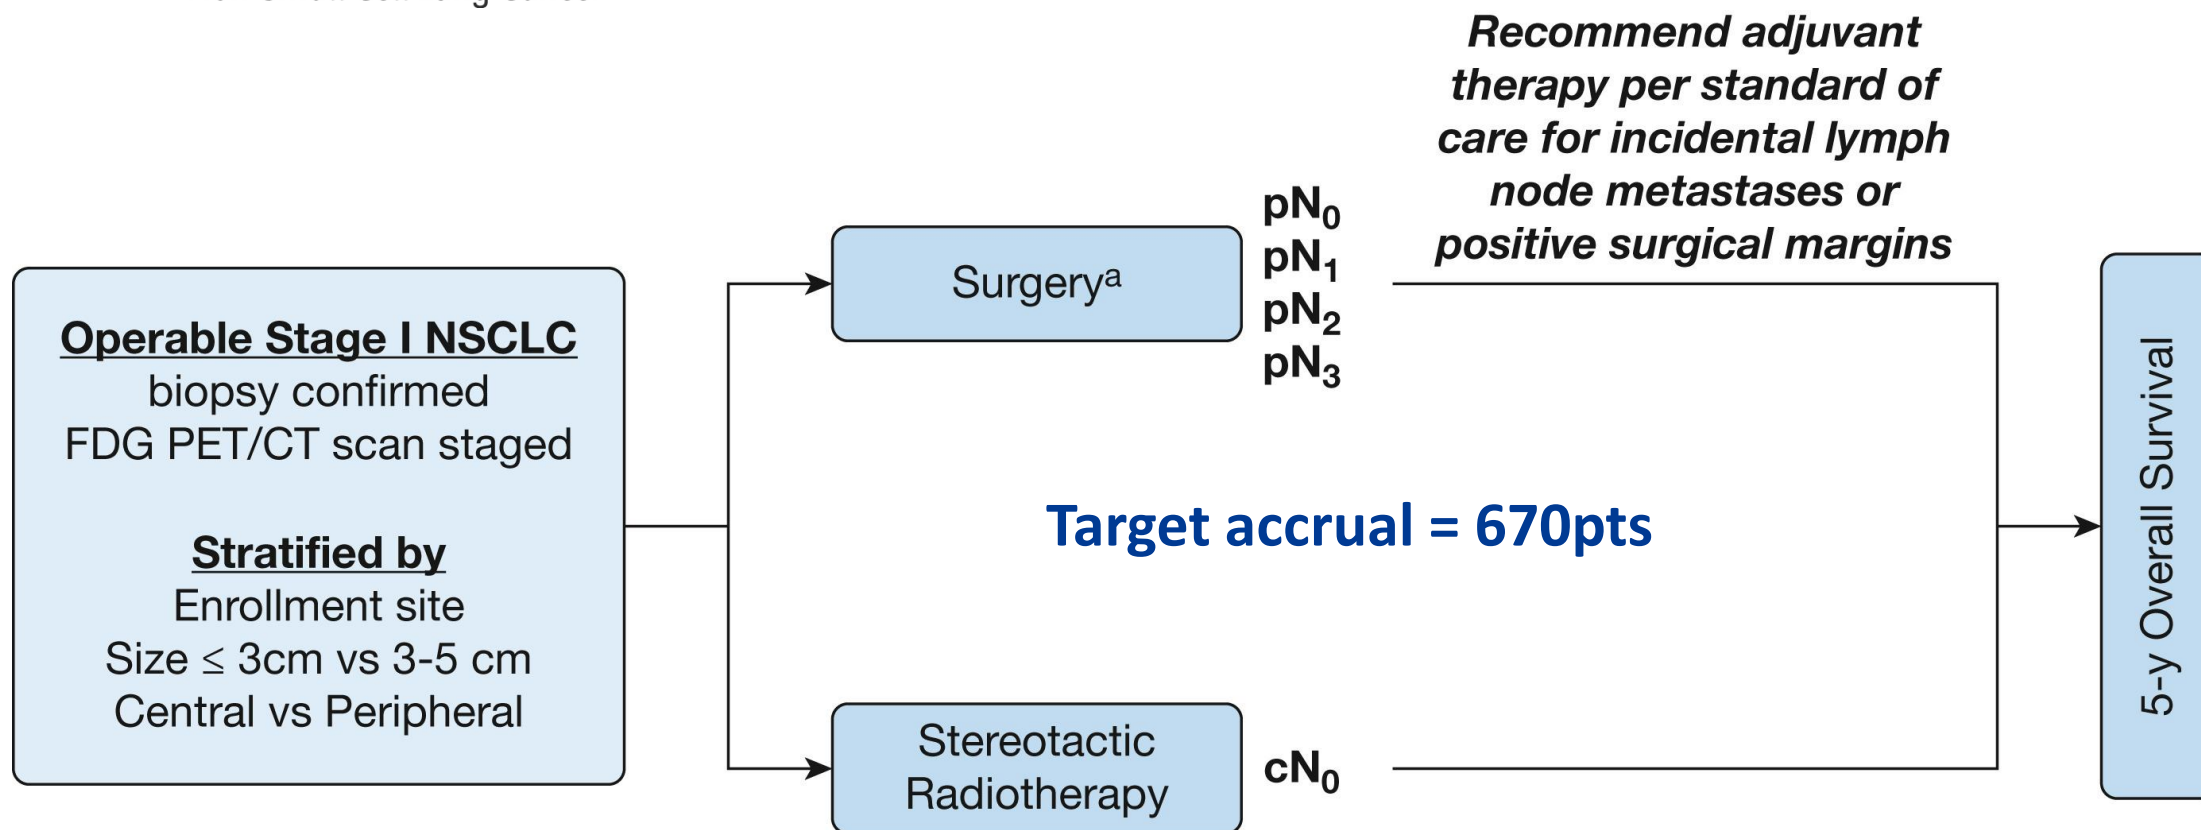 Recommend adjuvant
therapy per standard of
care for incidental lymph
node metastases or
positive surgical margins
Operable Stage I NSCLC
biopsy confirmed
FDG PET/CT scan staged
Stratified by
Enrollment site
Size ≤ 3cm vs 3-5 cm
Central vs Peripheral
Surgeryᵃ
pN₀
pN₁
pN₂
pN₃
Target accrual = 670pts
Stereotactic
Radiotherapy
cN₀
5-y Overall Survival